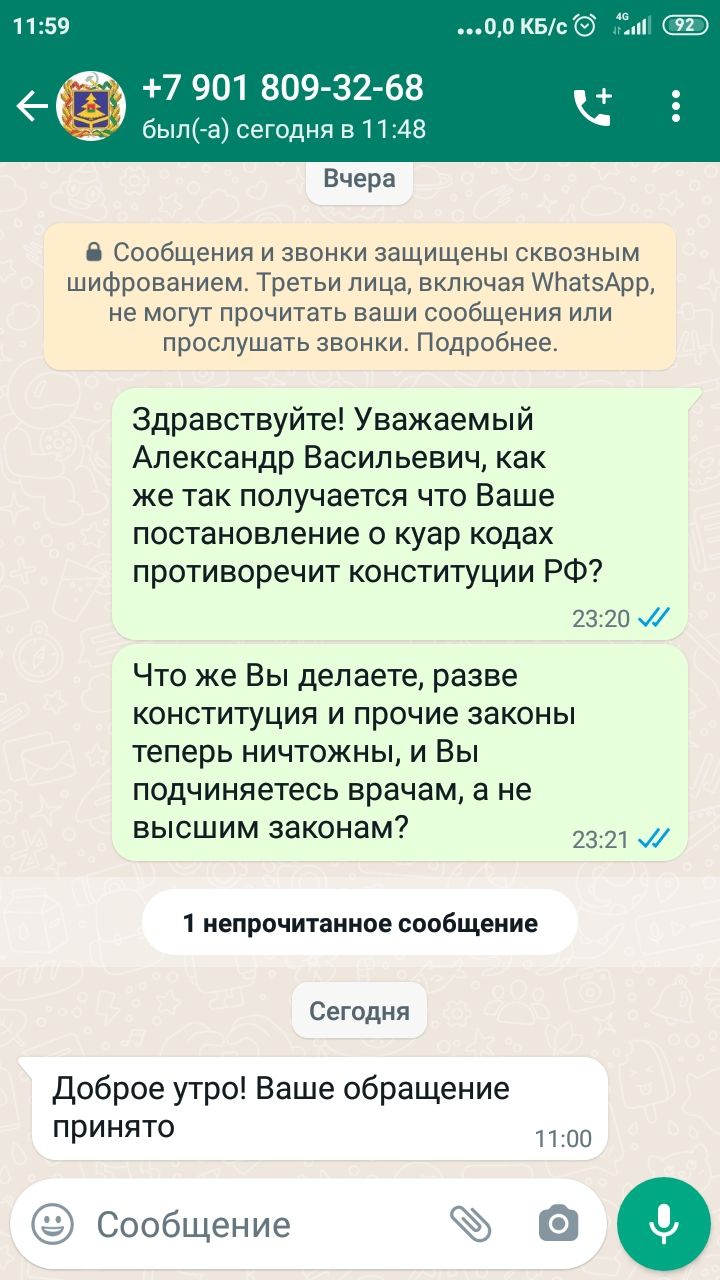 11:59
...0,0 КБ/с 4G 92
+7 901 809-32-68
был(-а) сегодня в 11:48
Вчера
Сообщения и звонки защищены сквозным
шифрованием. Третьи лица, включая WhatsApp,
не могут прочитать ваши сообщения или
прослушать звонки. Подробнее.
Здравствуйте! Уважаемый
Александр Васильевич, как
же так получается что Ваше
постановление о куар кодах
противоречит конституции РФ?
23:20
Что же Вы делаете, разве
конституция и прочие законы
теперь ничтожны, и Вы
подчиняетесь врачам, а не
высшим законам?
23:21
1 непрочитанное сообщение
Сегодня
Доброе утро! Ваше обращение
принято
11:00
Сообщение